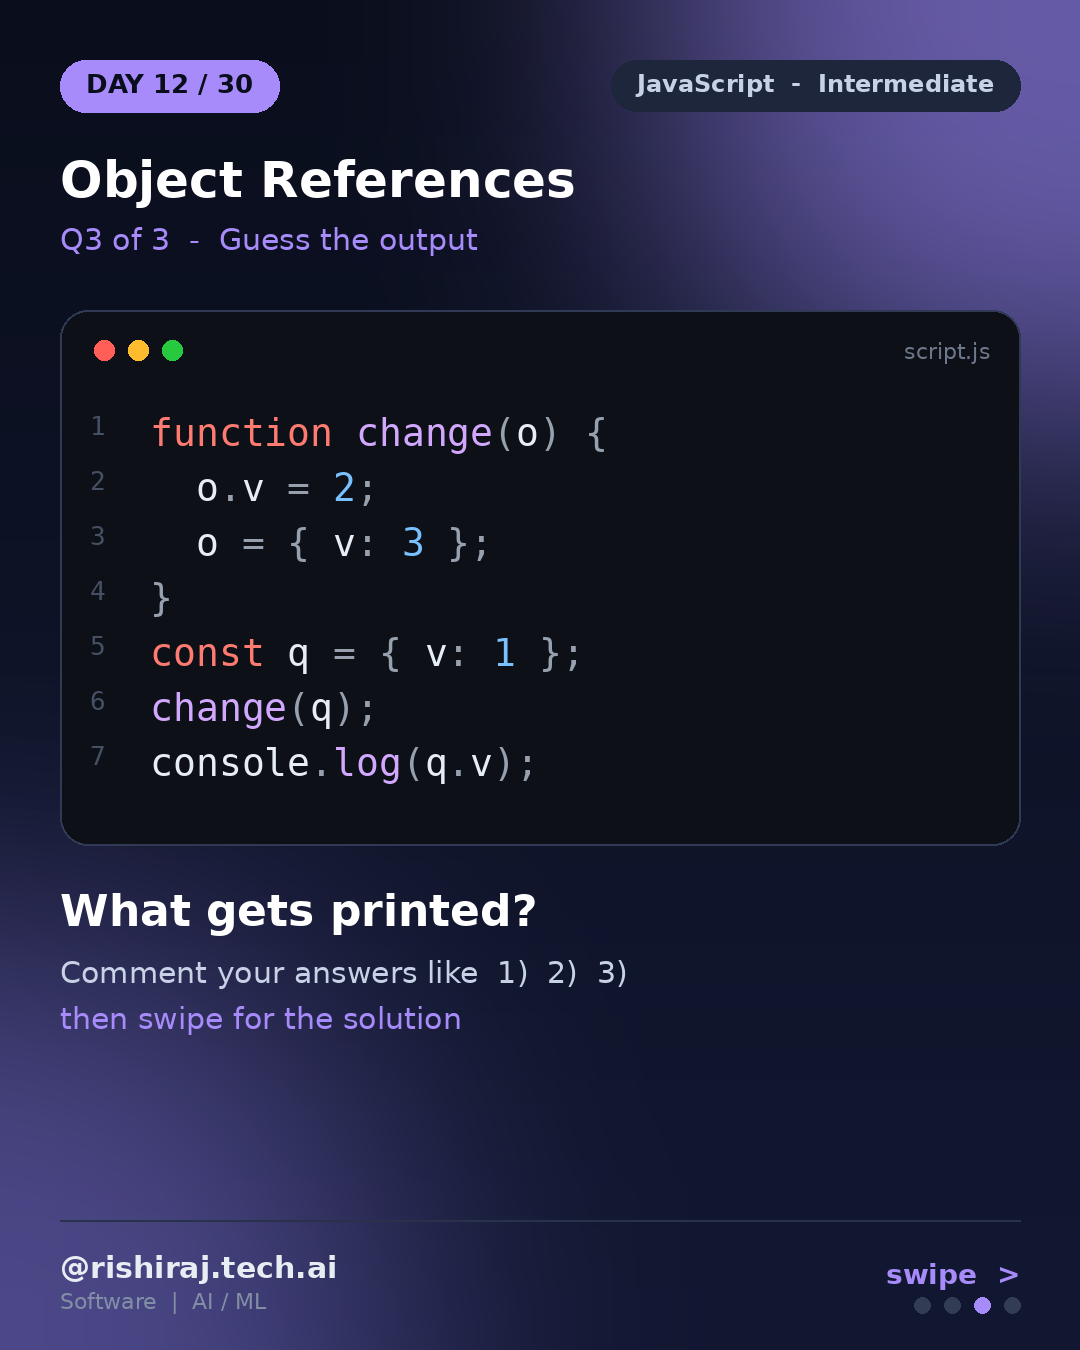 DAY 12 / 30
JavaScript  -  Intermediate
Object References
Q3 of 3  -  Guess the output
script.js
1 function change(o) {
2   o.v = 2;
3   o = { v: 3 };
4 }
5 const q = { v: 1 };
6 change(q);
7 console.log(q.v);
What gets printed?
Comment your answers like  1)  2)  3)
then swipe for the solution
@rishiraj.tech.ai
Software  |  AI / ML
swipe  >